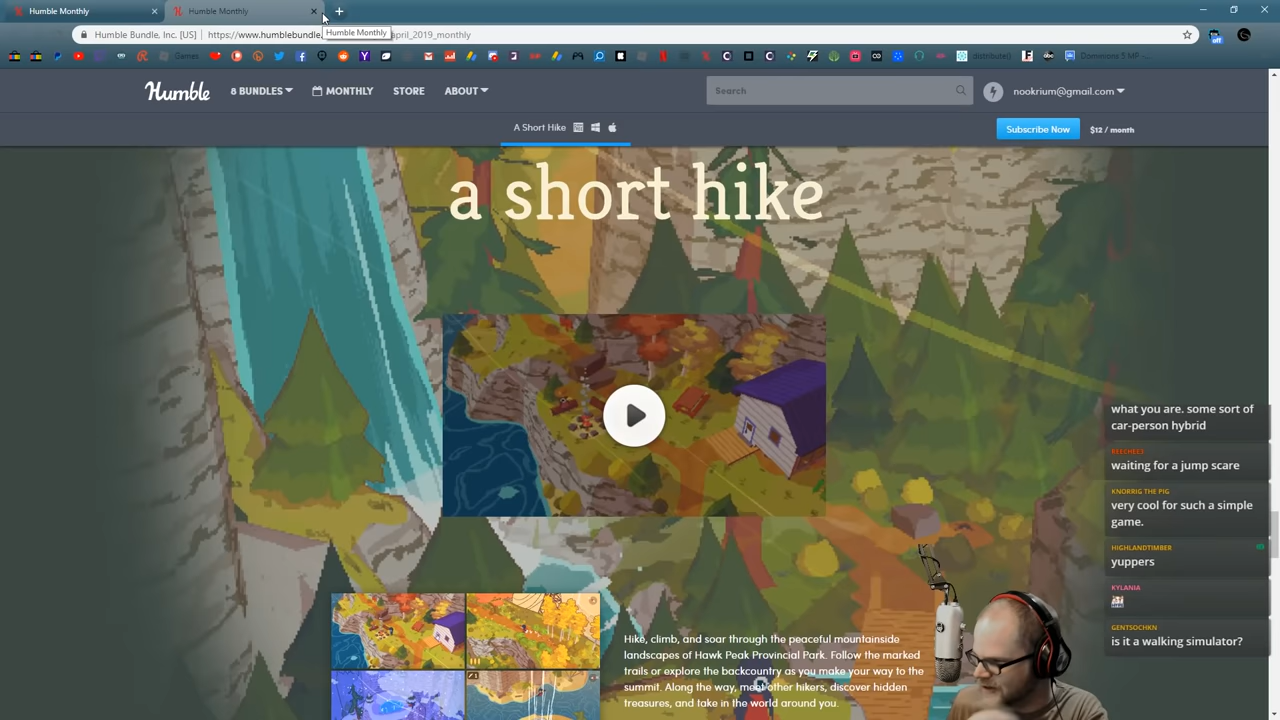 Humble Monthly
Humble Monthly
Humble Bundle, Inc. [US]
https://www.humblebundle.
april_2019_monthly
Humble Monthly
Games
distribute()
off
Humble
8 BUNDLES
MONTHLY
STORE
ABOUT
Search
nookrium@gmail.com
A Short Hike
Subscribe Now
$12 / month
a short hike
what you are. some sort of
car-person hybrid
waiting for a jump scare
KNORRIG THE PIG
very cool for such a simple
game.
HIGHLANDTIMBER
yuppers
KYLANIA
GENTSOCHKN
is it a walking simulator?
Hike, climb, and soar through the peaceful mountainside
landscapes of Hawk Peak Provincial Park. Follow the marked
trails or explore the backcountry as you make your way to the
summit. Along the way, meet other hikers, discover hidden
treasures, and take in the world around you.